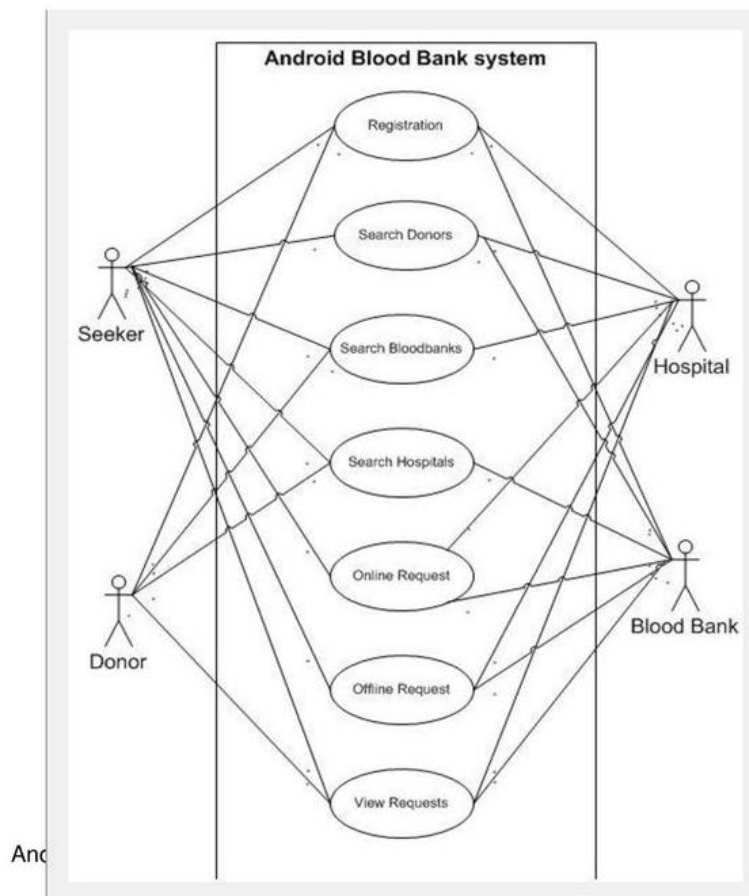 Android Blood Bank system
Registration
Search Donors
Seeker
Search Bloodbanks
Hospital
Search Hospitals
Online Request
Blood Bank
Donor
Offline Request
View Requests